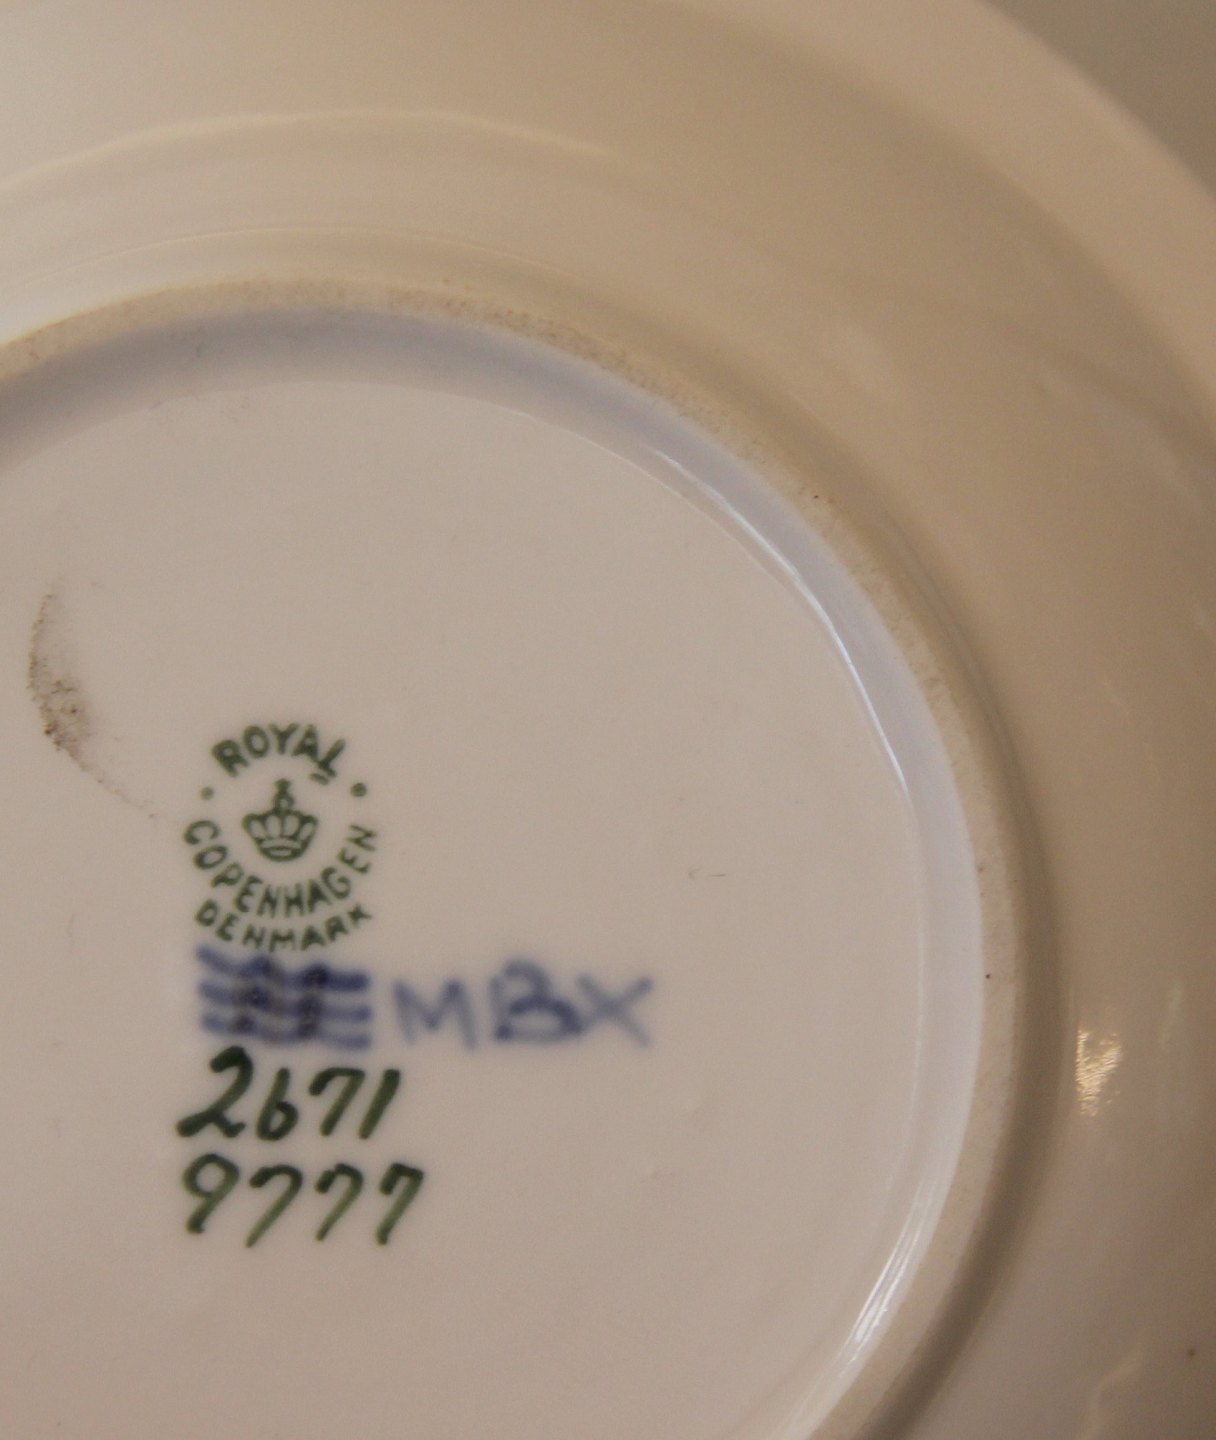 ROYAL
COPENHAGEN
DENMARK
MBX
2671
9777